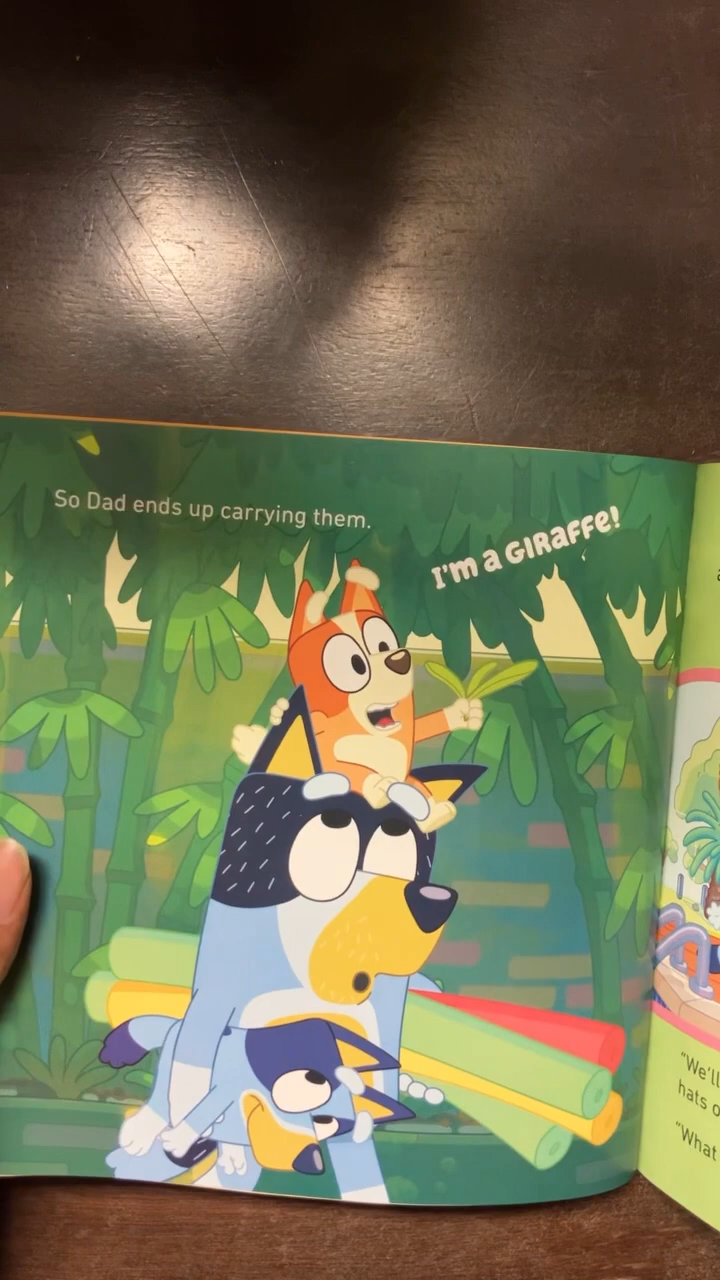 So Dad ends up carrying them.
I'm a GIRAFFE!
"We'll
hats o
"What